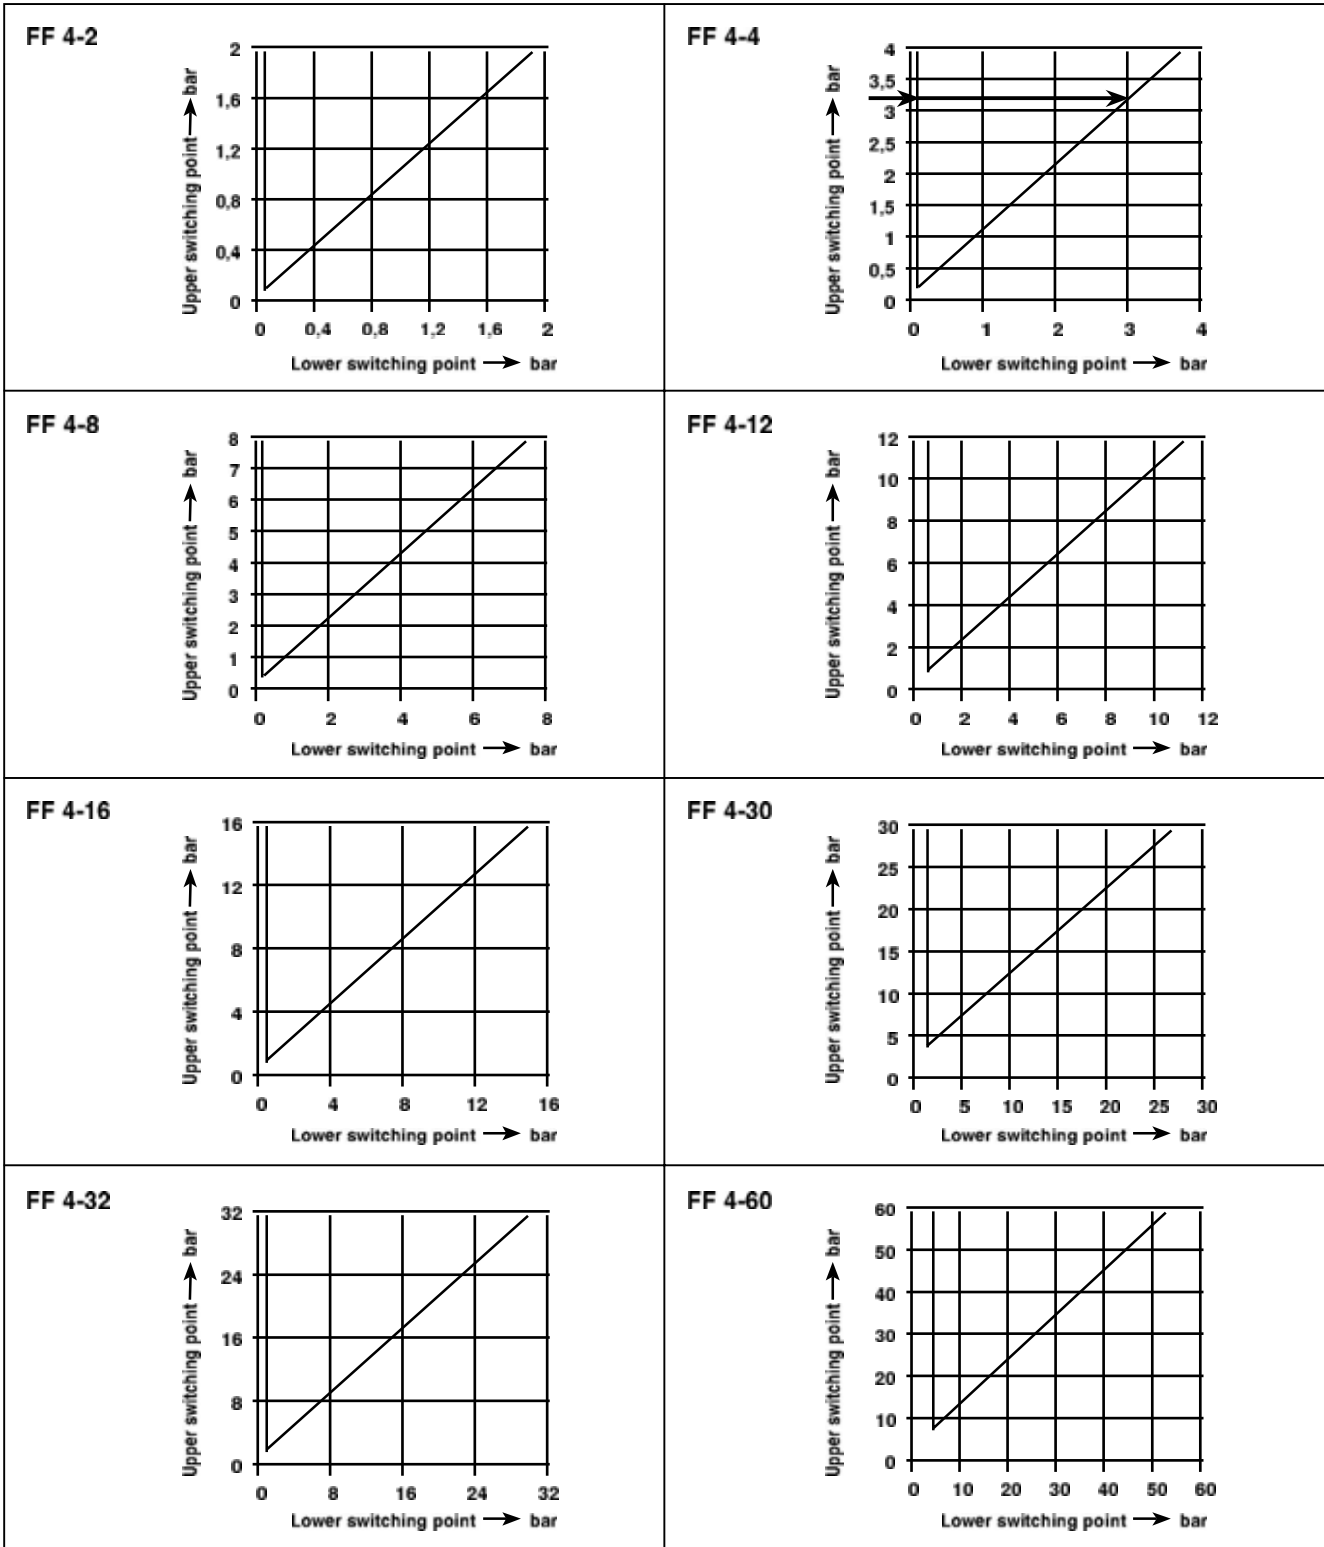 FF 4-2
Upper switching point bar
2
1,6
1,2
0,8
0,4
0
0 0,4 0,8 1,2 1,6 2
Lower switching point bar
FF 4-4
Upper switching point bar
4
3,5
3
2,5
2
1,5
1
0,5
0
0 1 2 3 4
Lower switching point bar
FF 4-8
Upper switching point bar
8
7
6
5
4
3
2
1
0
0 2 4 6 8
Lower switching point bar
FF 4-12
Upper switching point bar
12
10
8
6
4
2
0
0 2 4 6 8 10 12
Lower switching point bar
FF 4-16
Upper switching point bar
16
12
8
4
0
0 4 8 12 16
Lower switching point bar
FF 4-30
Upper switching point bar
30
25
20
15
10
5
0
0 5 10 15 20 25 30
Lower switching point bar
FF 4-32
Upper switching point bar
32
24
16
8
0
0 8 16 24 32
Lower switching point bar
FF 4-60
Upper switching point bar
60
50
40
30
20
10
0
0 10 20 30 40 50 60
Lower switching point bar